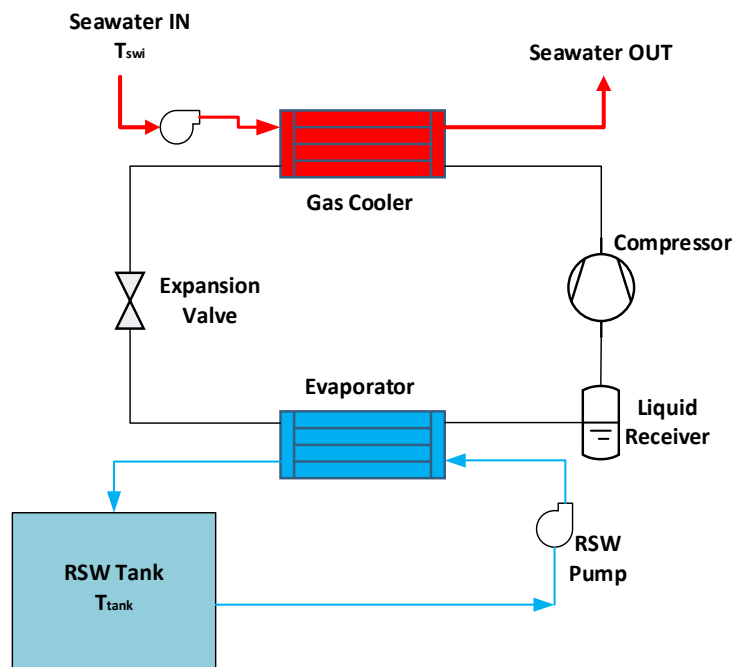 Seawater IN
Tswi
Seawater OUT
Gas Cooler
Compressor
Expansion
Valve
Evaporator
Liquid
Receiver
RSW
Pump
RSW Tank
Ttank